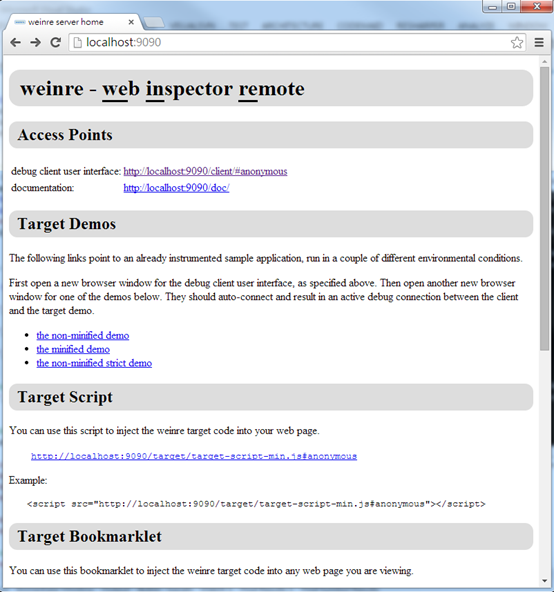 weinre server home
localhost:9090
weinre - web inspector remote
Access Points
debug client user interface: http://localhost:9090/client/#anonymous
documentation: http://localhost:9090/doc/
Target Demos
The following links point to an already instrumented sample application, run in a couple of different environmental conditions.
First open a new browser window for the debug client user interface, as specified above. Then open another new browser
window for one of the demos below. They should auto-connect and result in an active debug connection between the client
and the target demo.
the non-minified demo
the minified demo
the non-minified strict demo
Target Script
You can use this script to inject the weinre target code into your web page.
http://localhost:9090/target/target-script-min.js#anonymous
Example:
<script src="http://localhost:9090/target/target-script-min.js#anonymous"></script>
Target Bookmarklet
You can use this bookmarklet to inject the weinre target code into any web page you are viewing.